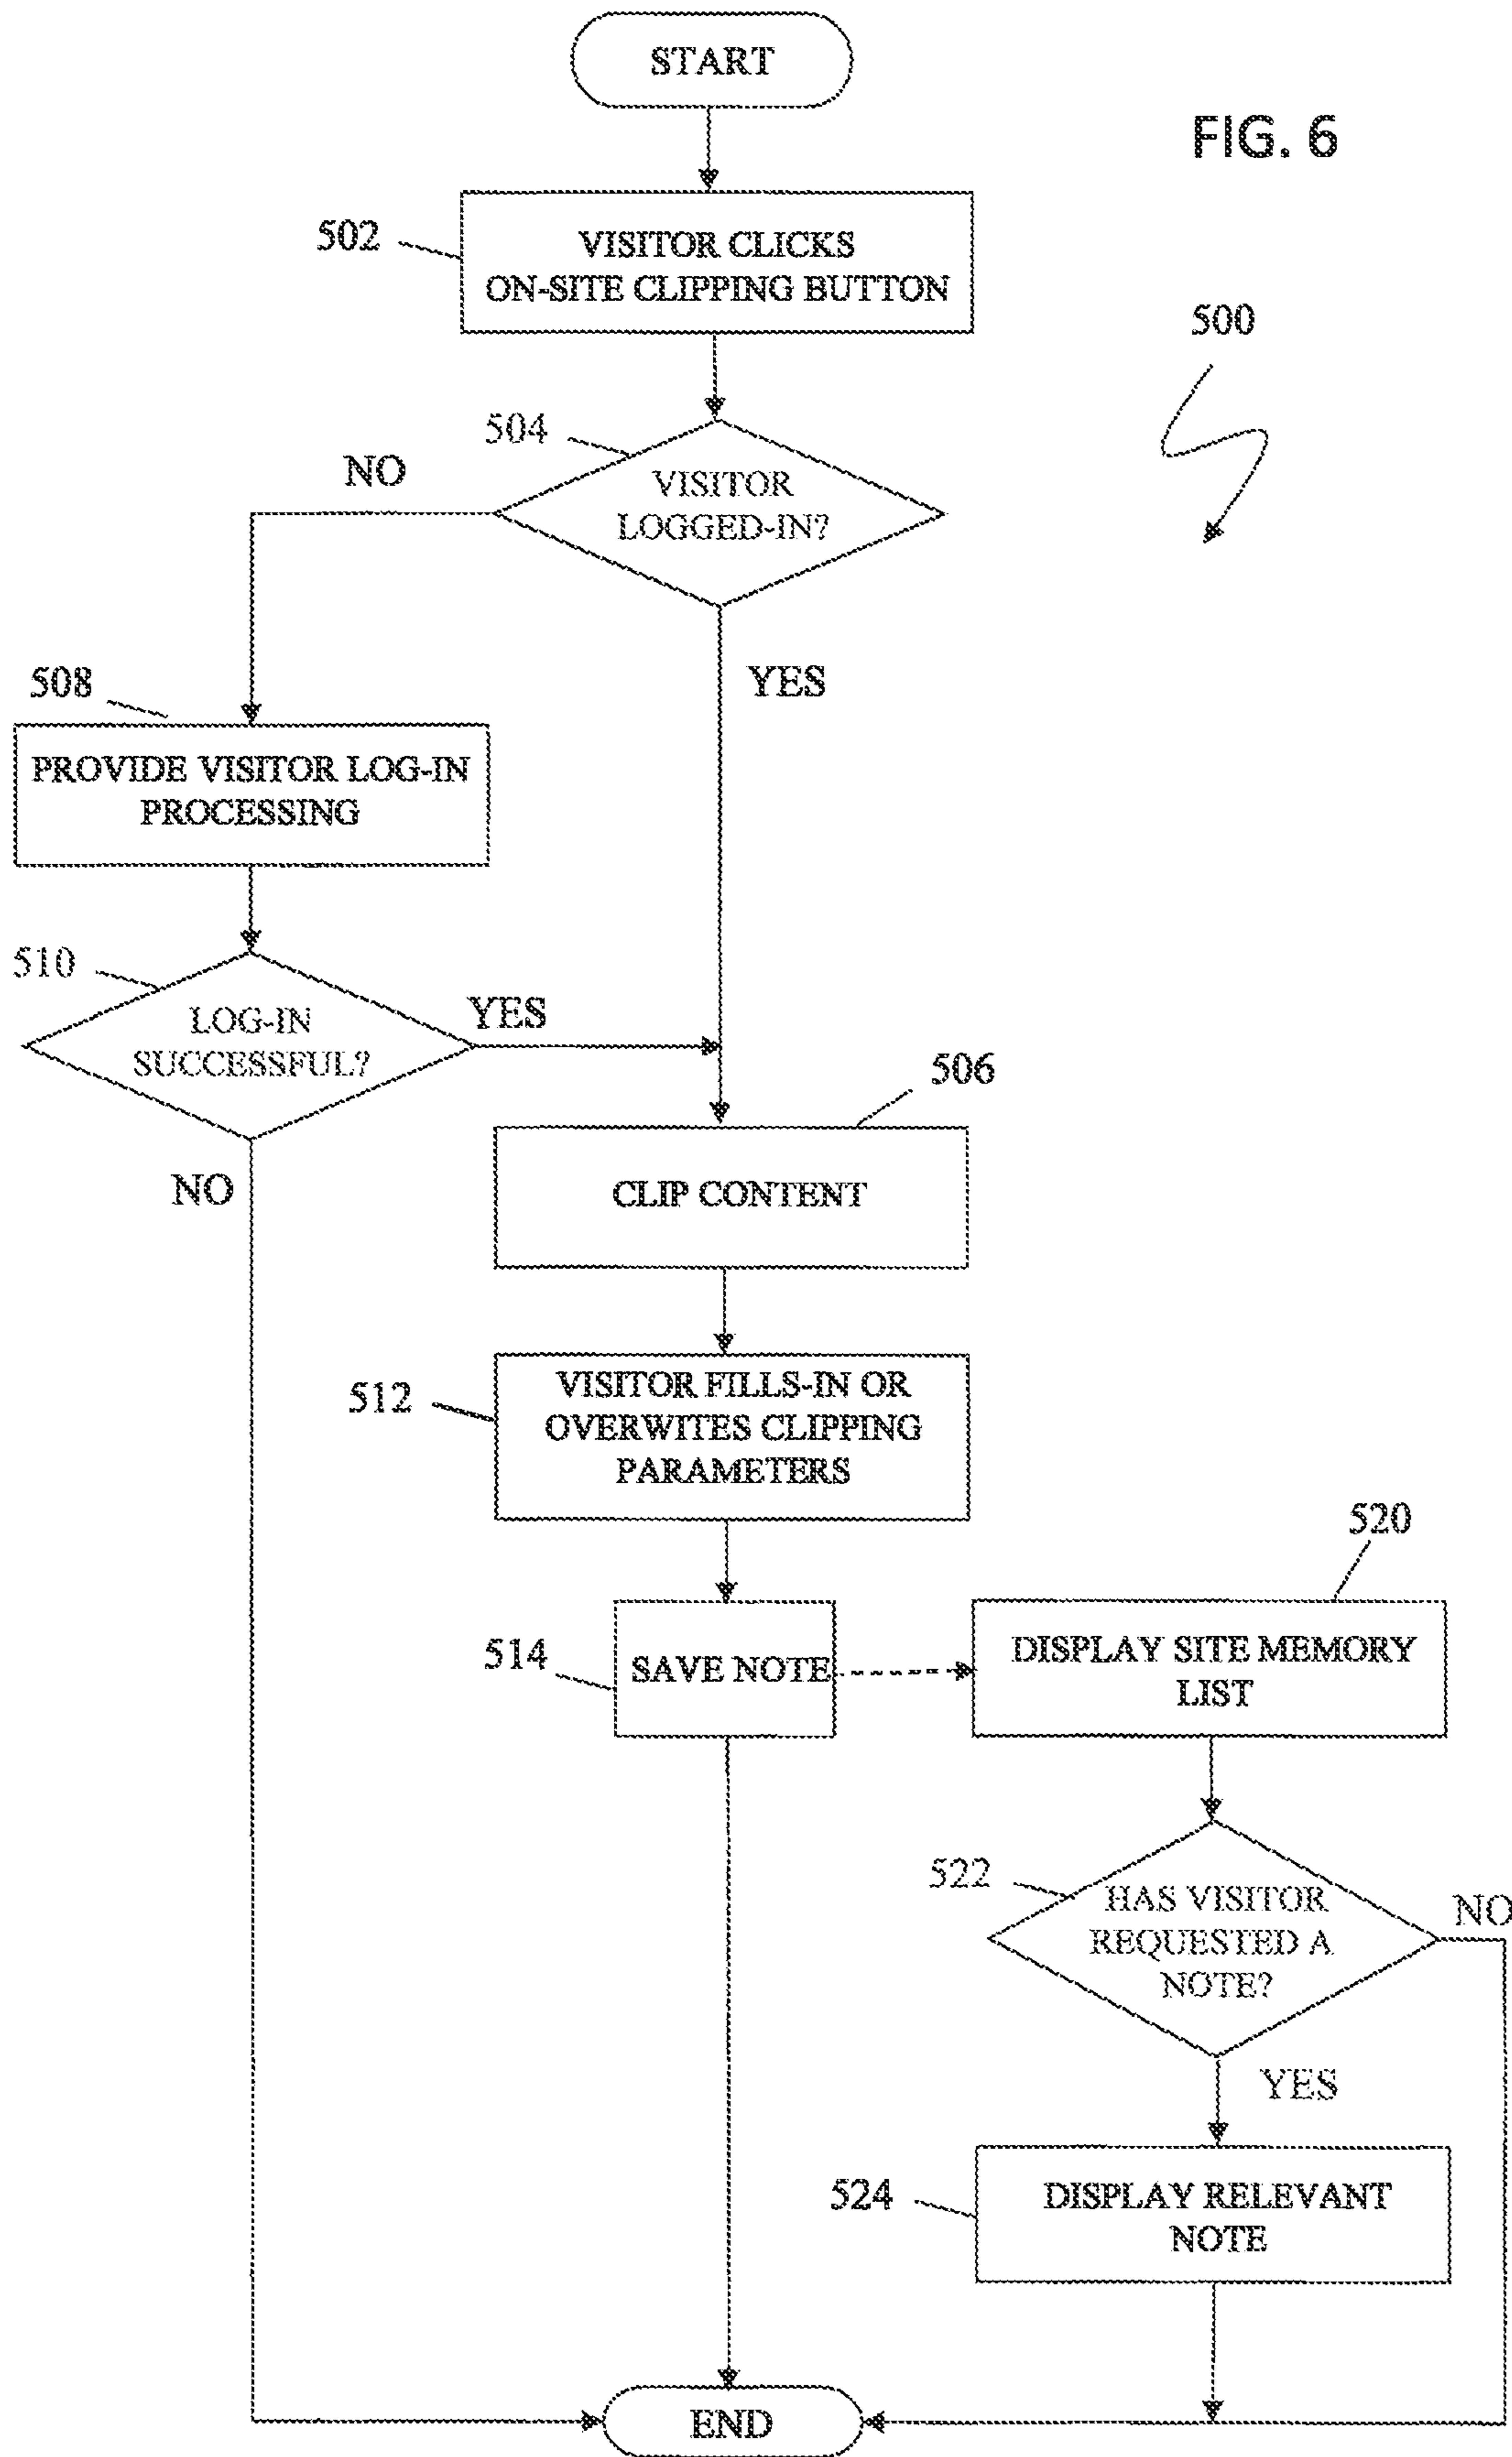 START
FIG. 6
502
VISITOR CLICKS
ON-SITE CLIPPING BUTTON
500
504
NO
VISITOR
LOGGED-IN?
508
YES
PROVIDE VISITOR LOG-IN
PROCESSING
510
LOG-IN
SUCCESSFUL?
YES
506
NO
CLIP CONTENT
512
VISITOR FILLS-IN OR
OVERWITES CLIPPING
PARAMETERS
520
514
SAVE NOTE
DISPLAY SITE MEMORY
LIST
522
HAS VISITOR
REQUESTED A
NOTE?
NO
YES
524
DISPLAY RELEVANT
NOTE
END